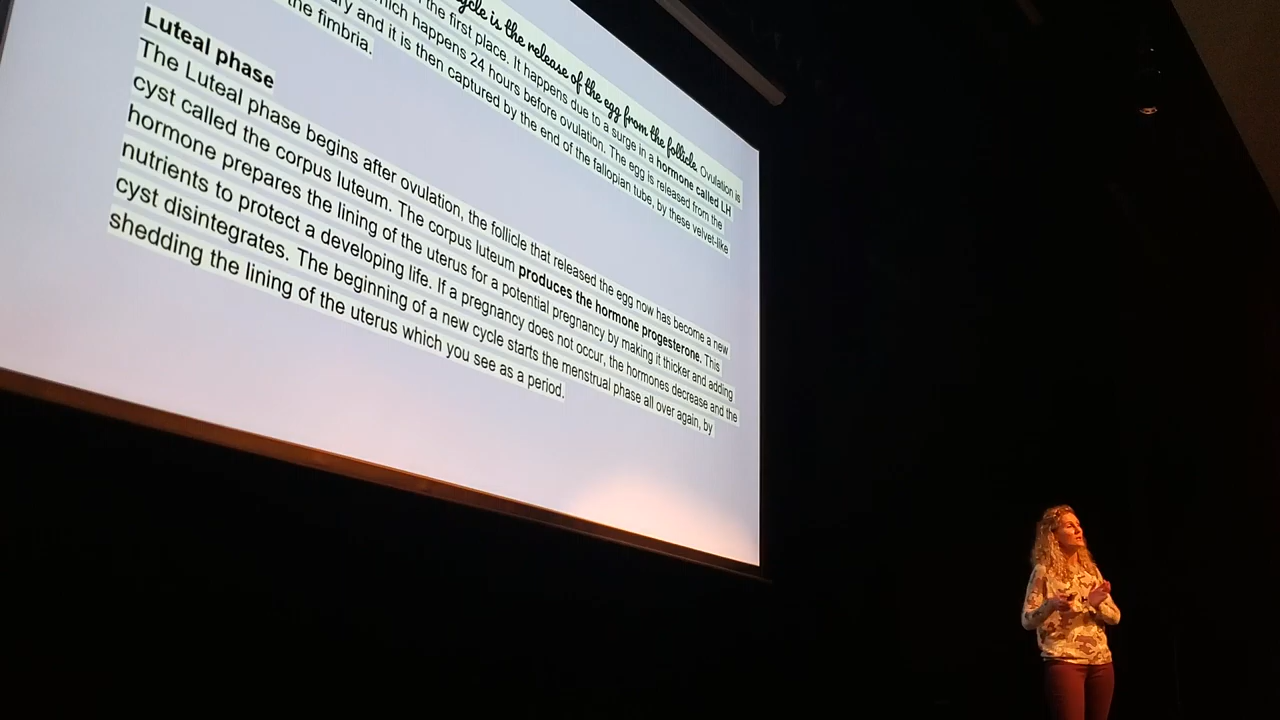 ycle is the release of the egg from the follicle. Ovulation is
the first place. It happens due to a surge in a hormone called LH
which happens 24 hours before ovulation. The egg is released from the
ry and it is then captured by the end of the fallopian tube, by these velvet-like
the fimbria.
Luteal phase
The Luteal phase begins after ovulation, the follicle that released the egg now has become a new
cyst called the corpus luteum. The corpus luteum produces the hormone progesterone. This
hormone prepares the lining of the uterus for a potential pregnancy by making it thicker and adding
nutrients to protect a developing life. If a pregnancy does not occur, the hormones decrease and the
cyst disintegrates. The beginning of a new cycle starts the menstrual phase all over again, by
shedding the lining of the uterus which you see as a period.